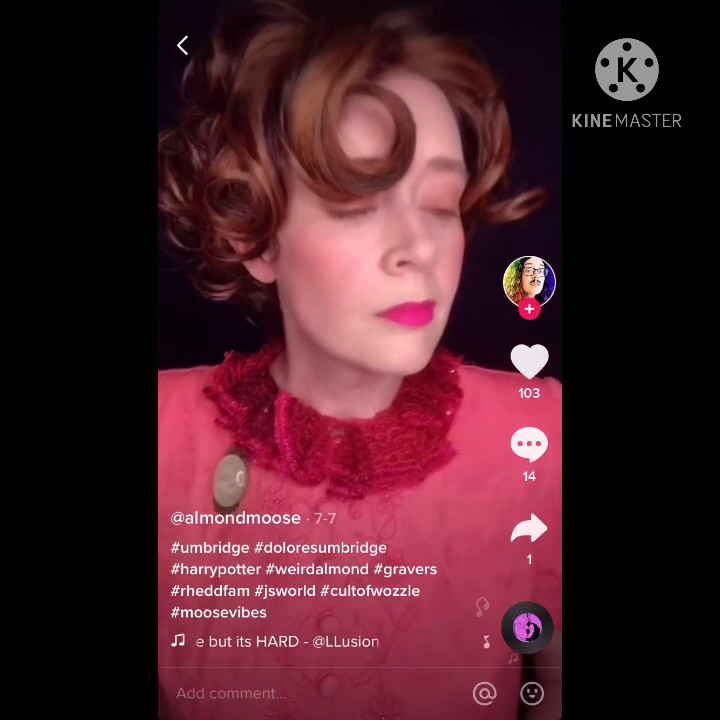 K
KINEMASTER
103
14
@almondmoose · 7-7
1
#umbridge #doloresumbridge
#harrypotter #weirdalmond #gravers
#rheddfam #jsworld #cultofwozzle
#moosevibes
e but its HARD - @LLusion
Add comment...